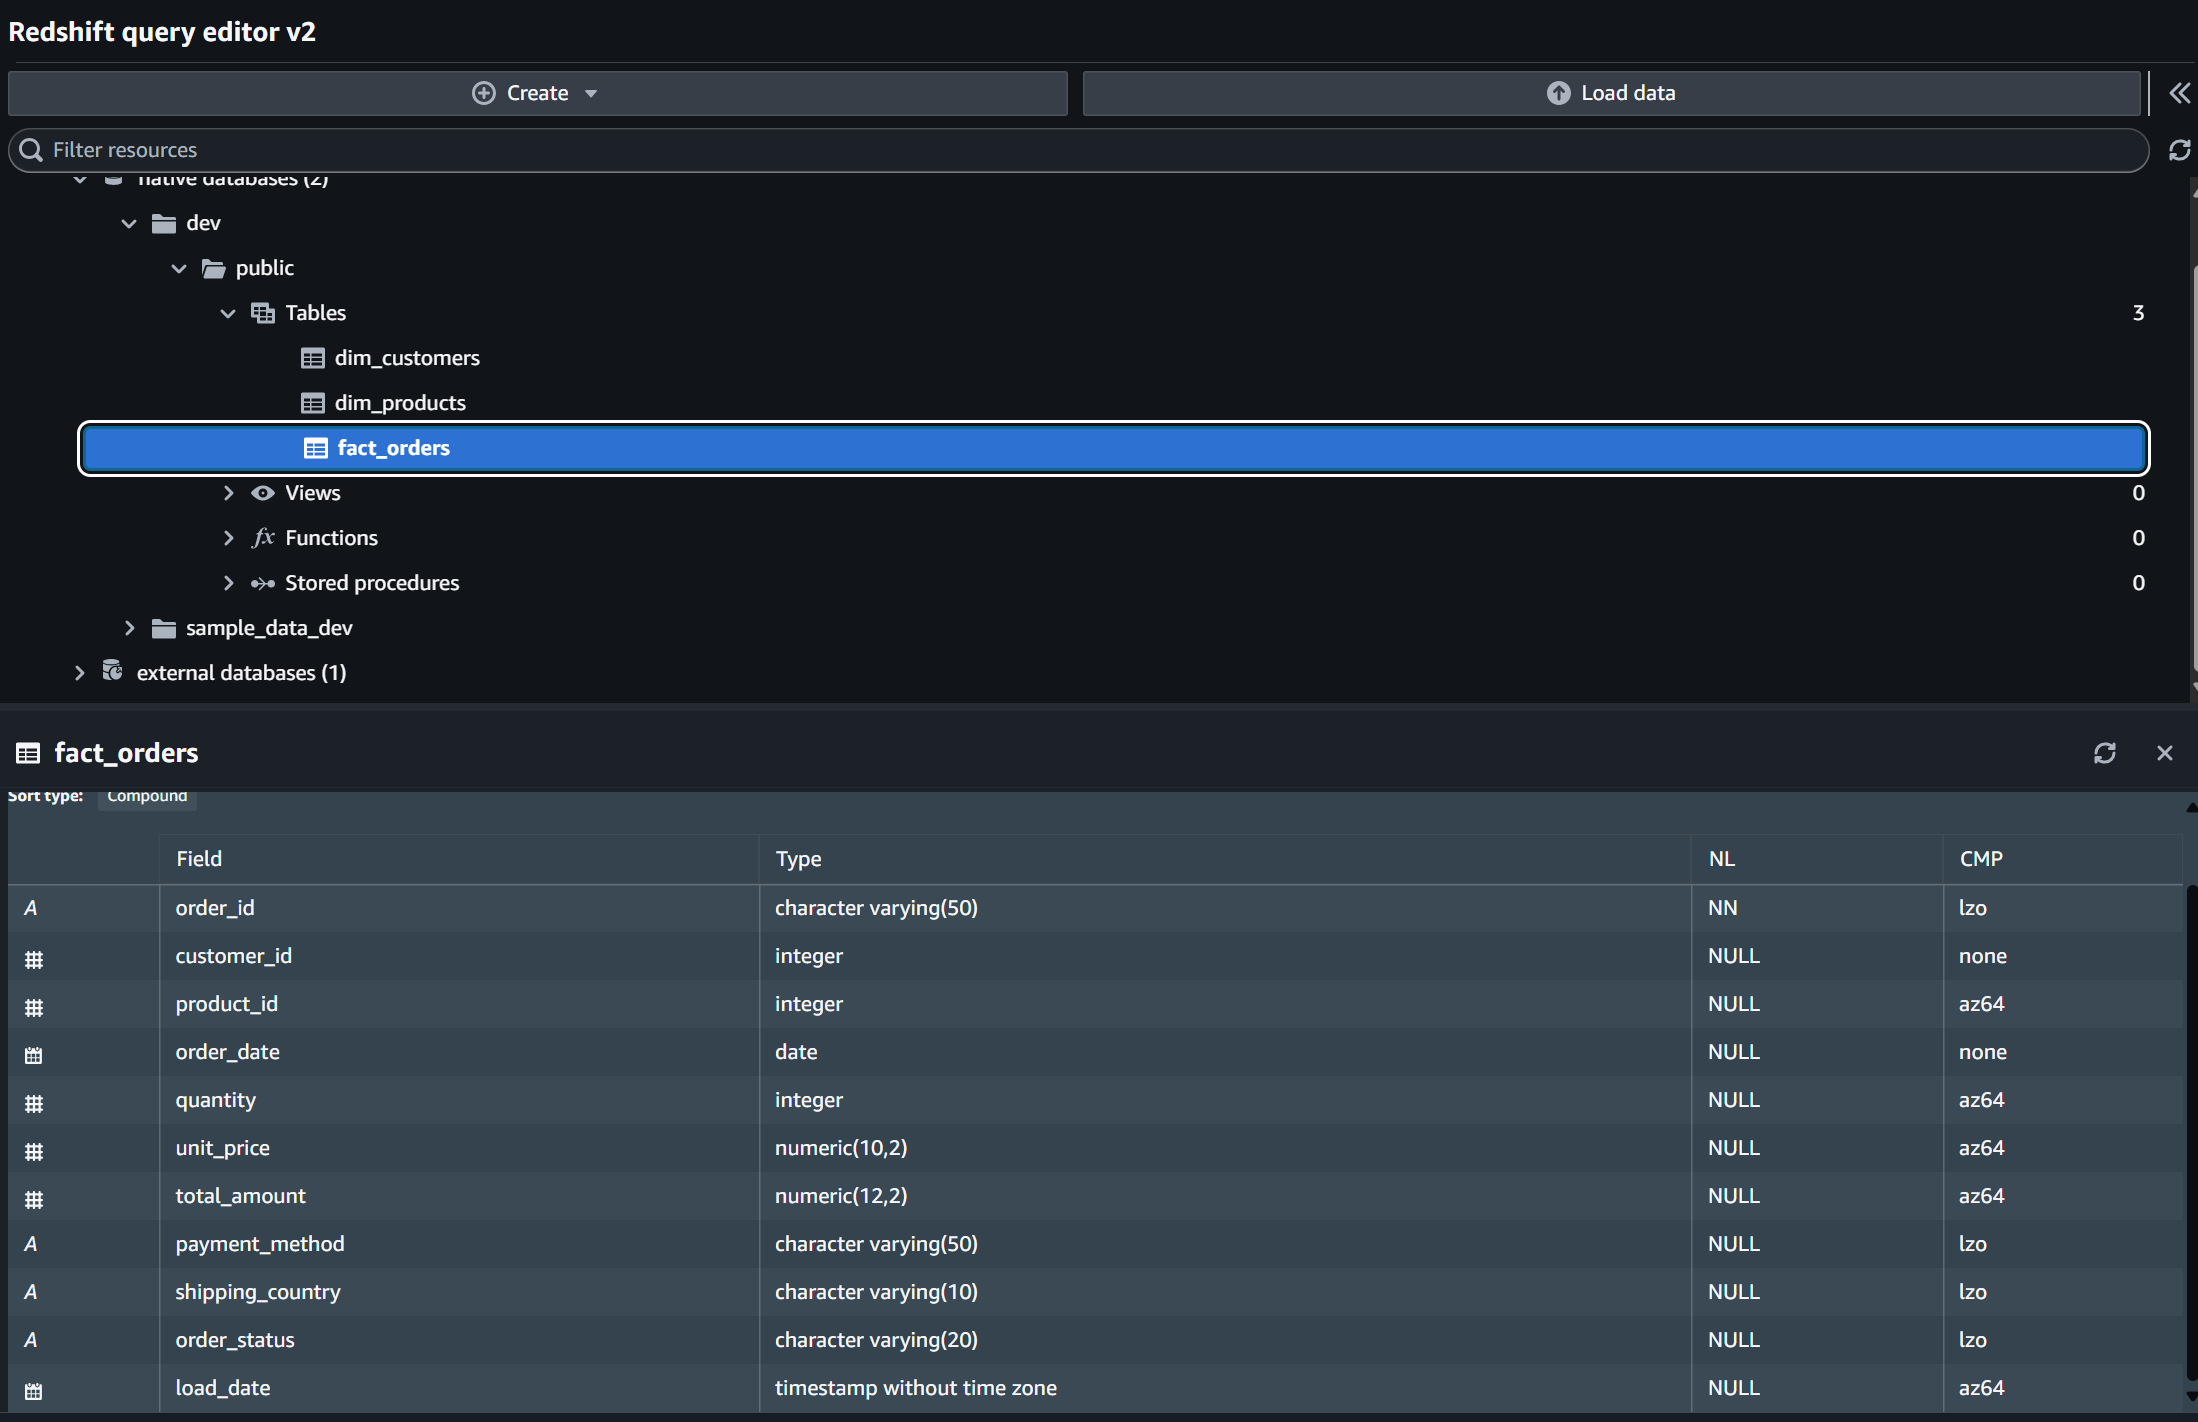 Redshift query editor v2
Create
Load data
Filter resources
native databases (2)
dev
public
Tables 3
dim_customers
dim_products
fact_orders
Views 0
fx Functions 0
Stored procedures 0
sample_data_dev
external databases (1)
fact_orders
Sort type: Compound
Field Type NL CMP
A order_id character varying(50) NN lzo
customer_id integer NULL none
product_id integer NULL az64
order_date date NULL none
quantity integer NULL az64
unit_price numeric(10,2) NULL az64
total_amount numeric(12,2) NULL az64
A payment_method character varying(50) NULL lzo
A shipping_country character varying(10) NULL lzo
A order_status character varying(20) NULL lzo
load_date timestamp without time zone NULL az64